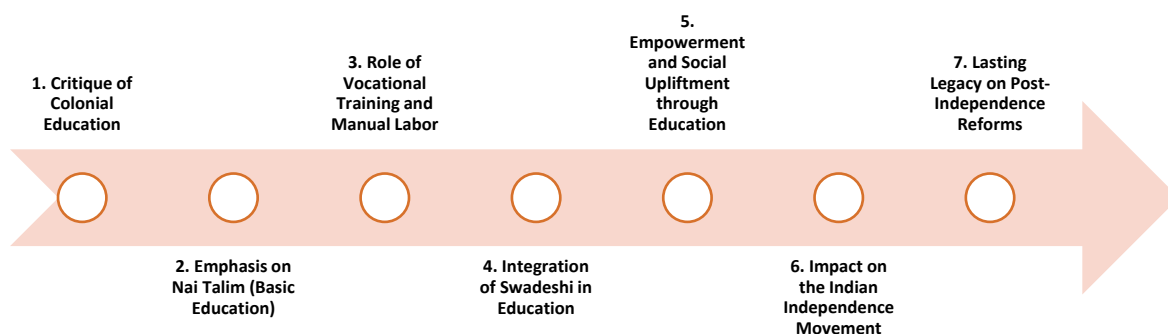 1. Critique of
Colonial
Education
2. Emphasis on
Nai Talim (Basic
Education)
3. Role of
Vocational
Training and
Manual Labor
4. Integration
of Swadeshi in
Education
5.
Empowerment
and Social
Upliftment
through
Education
6. Impact on
the Indian
Independence
Movement
7. Lasting
Legacy on Post-
Independence
Reforms